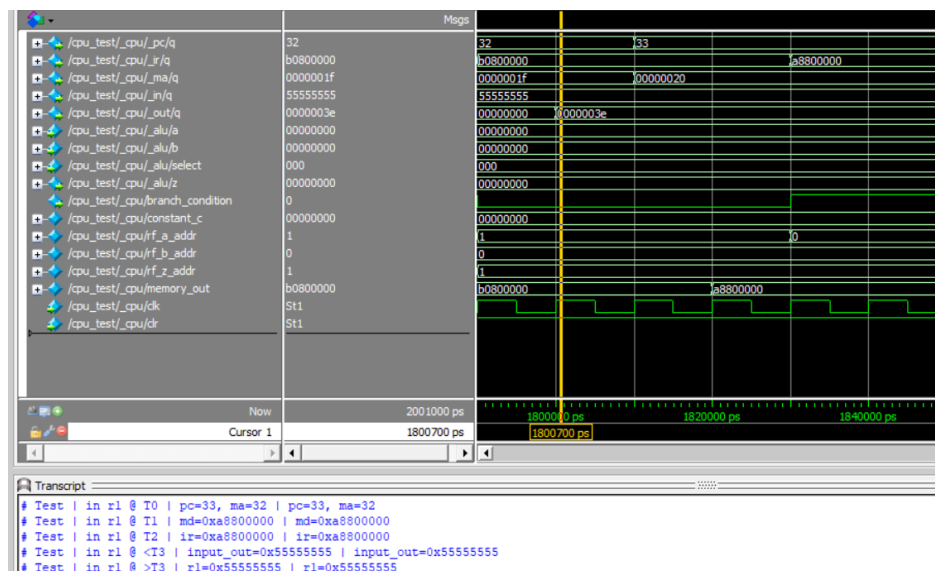 Msgs
/cpu_test/_cpu/_pc/q 32 32 33
/cpu_test/_cpu/_ir/q b0800000 b0800000 a8800000
/cpu_test/_cpu/_ma/q 0000001f 0000001f 00000020
/cpu_test/_cpu/_in/q 55555555 55555555
/cpu_test/_cpu/_out/q 0000003e 00000000 0000003e
/cpu_test/_cpu/_alu/a 00000000 00000000
/cpu_test/_cpu/_alu/b 00000000 00000000
/cpu_test/_cpu/_alu/select 000 000
/cpu_test/_cpu/_alu/z 00000000 00000000
/cpu_test/_cpu/branch_condition 0
/cpu_test/_cpu/constant_c 00000000 00000000
/cpu_test/_cpu/rf_a_addr 1 1 0
/cpu_test/_cpu/rf_b_addr 0 0
/cpu_test/_cpu/rf_z_addr 1 1
/cpu_test/_cpu/memory_out b0800000 b0800000 a8800000
/cpu_test/_cpu/clk St1
/cpu_test/_cpu/clr St1
Now 2001000 ps 1800000 ps 1820000 ps 1840000 ps
Cursor 1 1800700 ps 1800700 ps
Transcript
# Test | in r1 @ T0 | pc=33, ma=32 | pc=33, ma=32
# Test | in r1 @ T1 | md=0xa8800000 | md=0xa8800000
# Test | in r1 @ T2 | ir=0xa8800000 | ir=0xa8800000
# Test | in r1 @ <T3 | input_out=0x55555555 | input_out=0x55555555
# Test | in r1 @ >T3 | r1=0x55555555 | r1=0x55555555